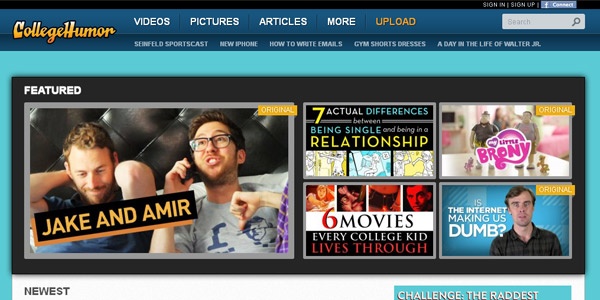 SIGN IN | SIGN UP | f Connect
CollegeHumor
VIDEOS PICTURES ARTICLES MORE UPLOAD
Search
SEINFELD SPORTSCAST NEW IPHONE HOW TO WRITE EMAILS GYM SHORTS DRESSES A DAY IN THE LIFE OF WALTER JR.
FEATURED
ORIGINAL
JAKE AND AMIR
7 ACTUAL DIFFERENCES
between
BEING SINGLE and being in a
RELATIONSHIP
ORIGINAL
MY LITTLE
BRONY
6 MOVIES
EVERY COLLEGE KID
LIVES THROUGH
ORIGINAL
IS
THE INTERNET
MAKING US
DUMB?
NEWEST
CHALLENGE: THE RADDEST